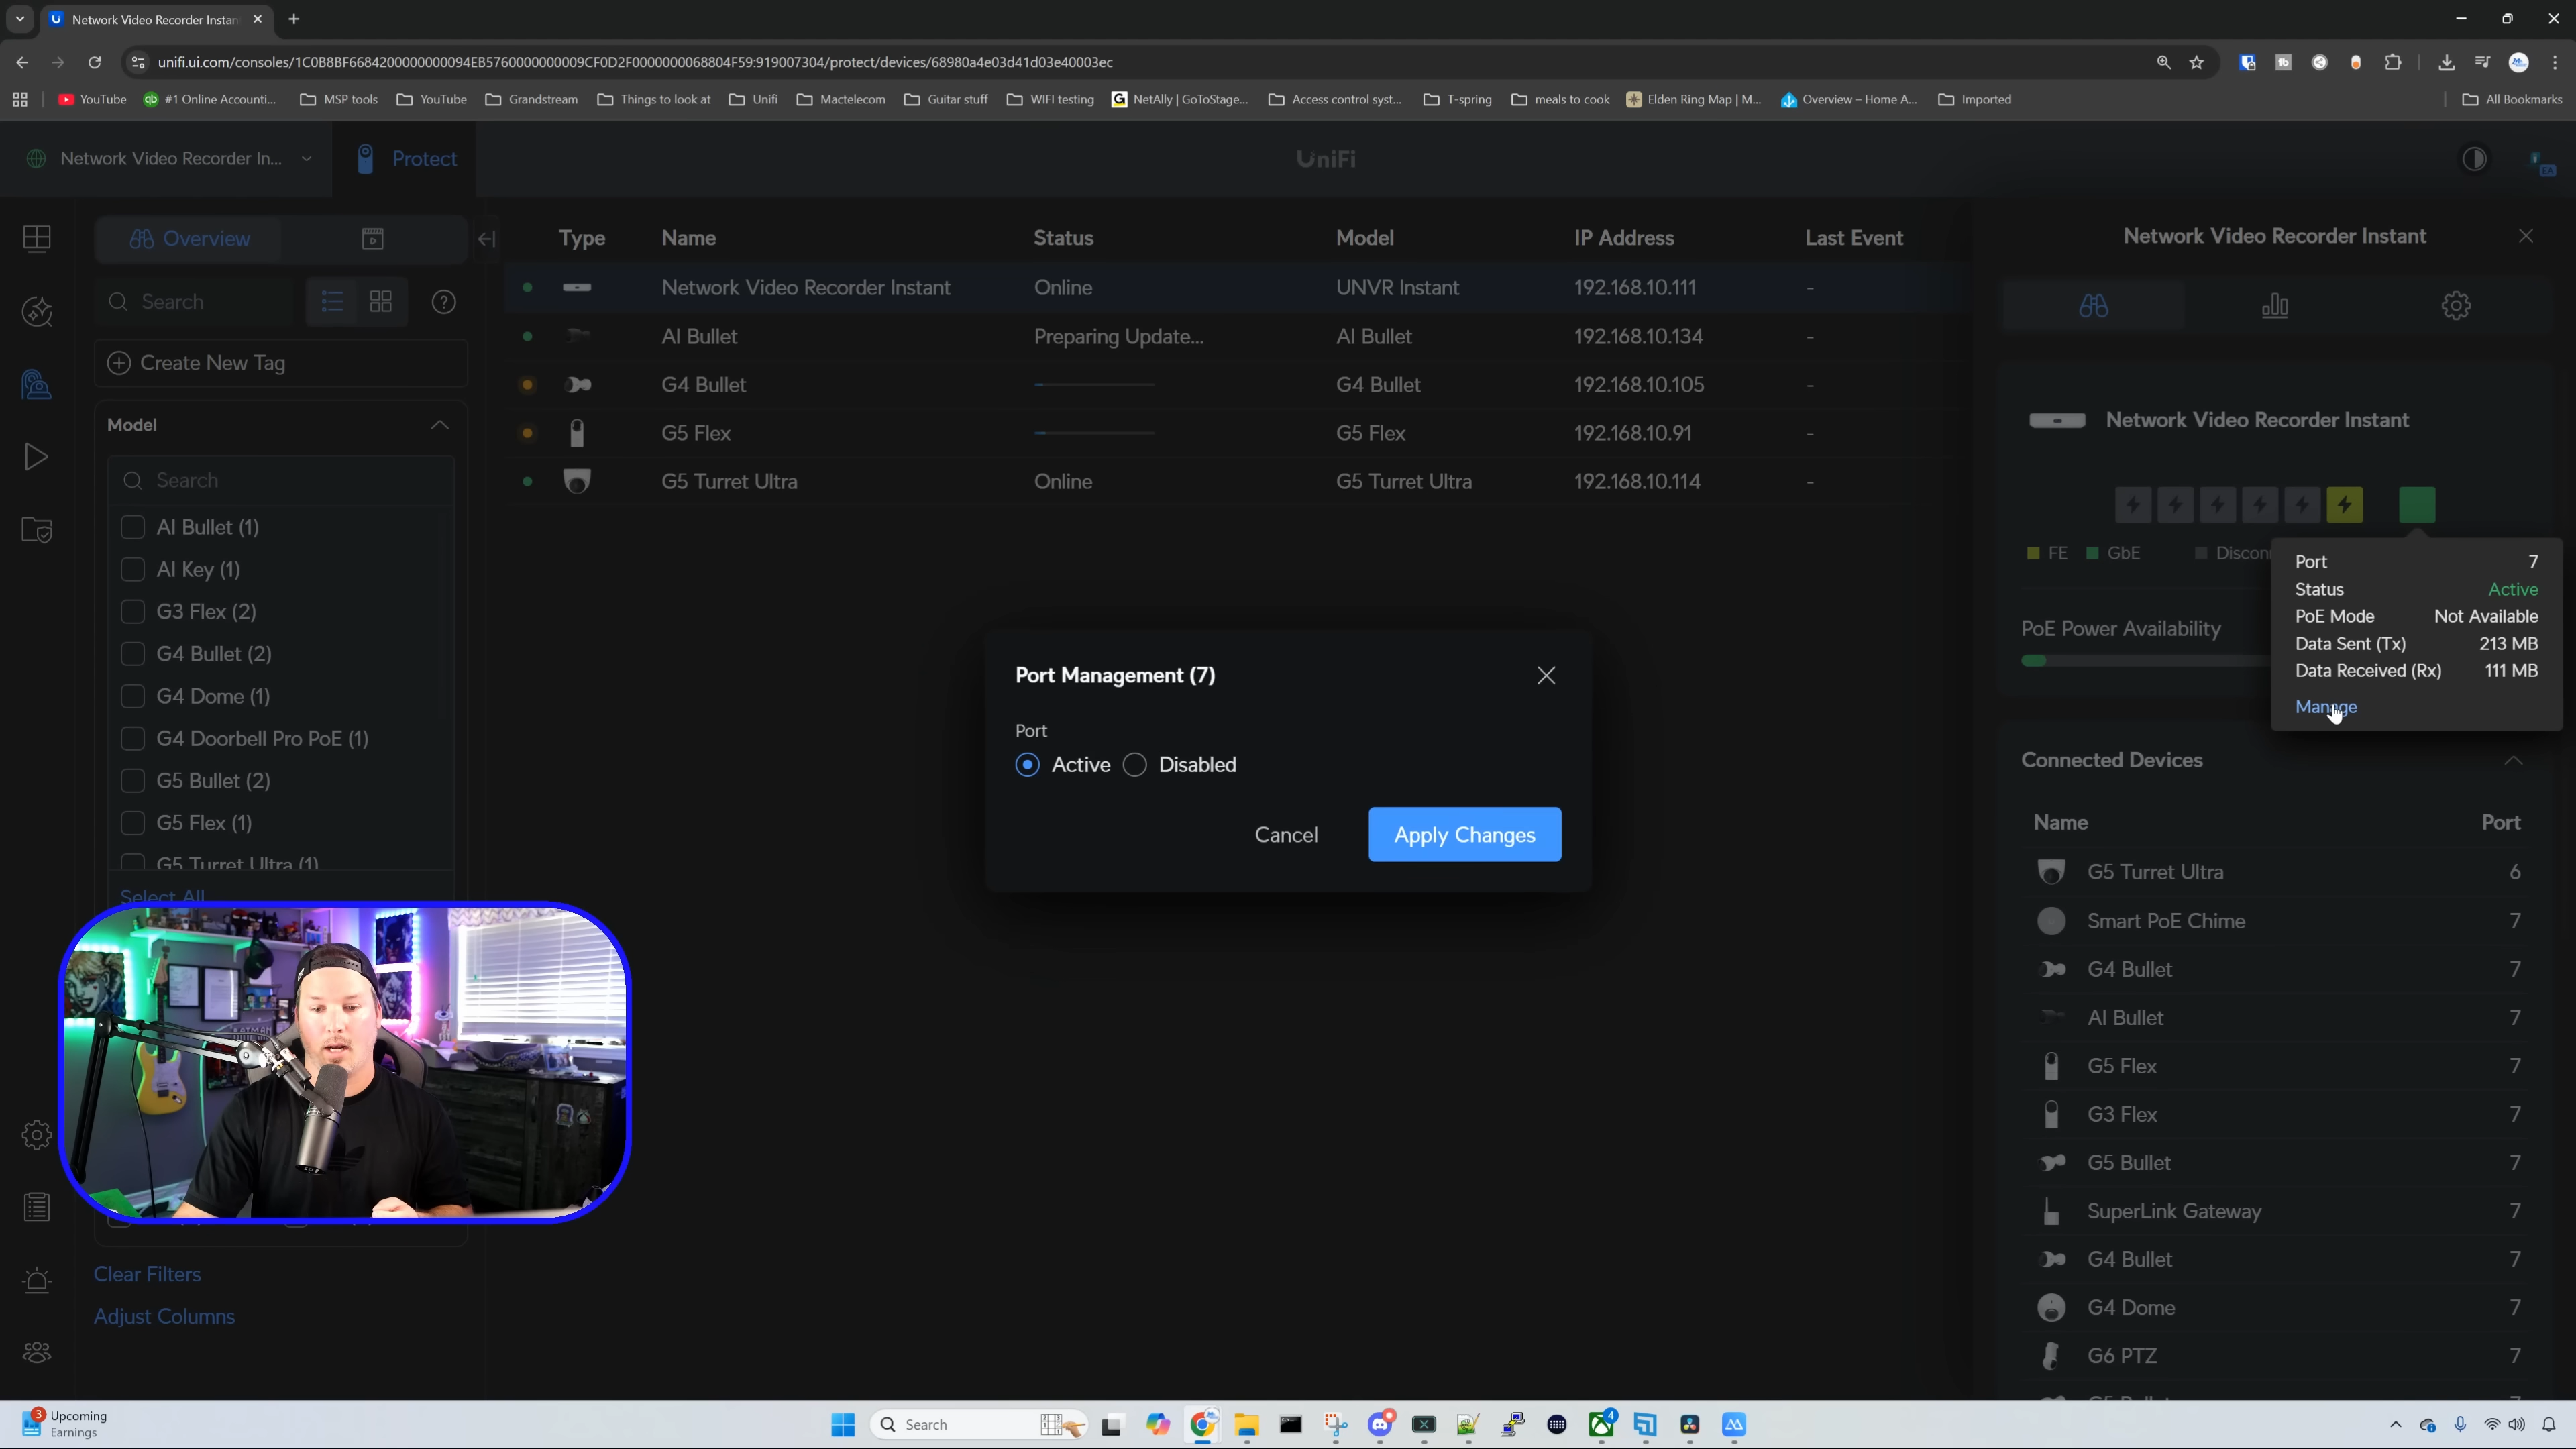 Network Video Recorder Instan
unifi.ui.com/consoles/1C0B8BF6684200000000094EB5760000000009CF0D2F0000000068804F59:919007304/protect/devices/68980a4e03d41d03e40003ec
YouTube #1 Online Accounti... MSP tools YouTube Grandstream Things to look at Unifi Mactelecom Guitar stuff WIFI testing NetAlly | GoToStage... Access control syst... T-spring meals to cook Elden Ring Map | M... Overview – Home A... Imported All Bookmarks
Network Video Recorder In... Protect UniFi EA
Overview
Search
Create New Tag
Model
Search
AI Bullet (1)
AI Key (1)
G3 Flex (2)
G4 Bullet (2)
G4 Dome (1)
G4 Doorbell Pro PoE (1)
G5 Bullet (2)
G5 Flex (1)
G5 Turret Ultra (1)
Select All
Clear Filters
Adjust Columns
Type Name Status Model IP Address Last Event
Network Video Recorder Instant Online UNVR Instant 192.168.10.111 -
AI Bullet Preparing Update... AI Bullet 192.168.10.134 -
G4 Bullet G4 Bullet 192.168.10.105 -
G5 Flex G5 Flex 192.168.10.91 -
G5 Turret Ultra Online G5 Turret Ultra 192.168.10.114 -
Port Management (7)
Port
Active Disabled
Cancel Apply Changes
Network Video Recorder Instant
Network Video Recorder Instant
FE GbE Discon
PoE Power Availability
Port 7
Status Active
PoE Mode Not Available
Data Sent (Tx) 213 MB
Data Received (Rx) 111 MB
Manage
Connected Devices
Name Port
G5 Turret Ultra 6
Smart PoE Chime 7
G4 Bullet 7
AI Bullet 7
G5 Flex 7
G3 Flex 7
G5 Bullet 7
SuperLink Gateway 7
G4 Bullet 7
G4 Dome 7
G6 PTZ 7
3 Upcoming
Earnings
Search
4